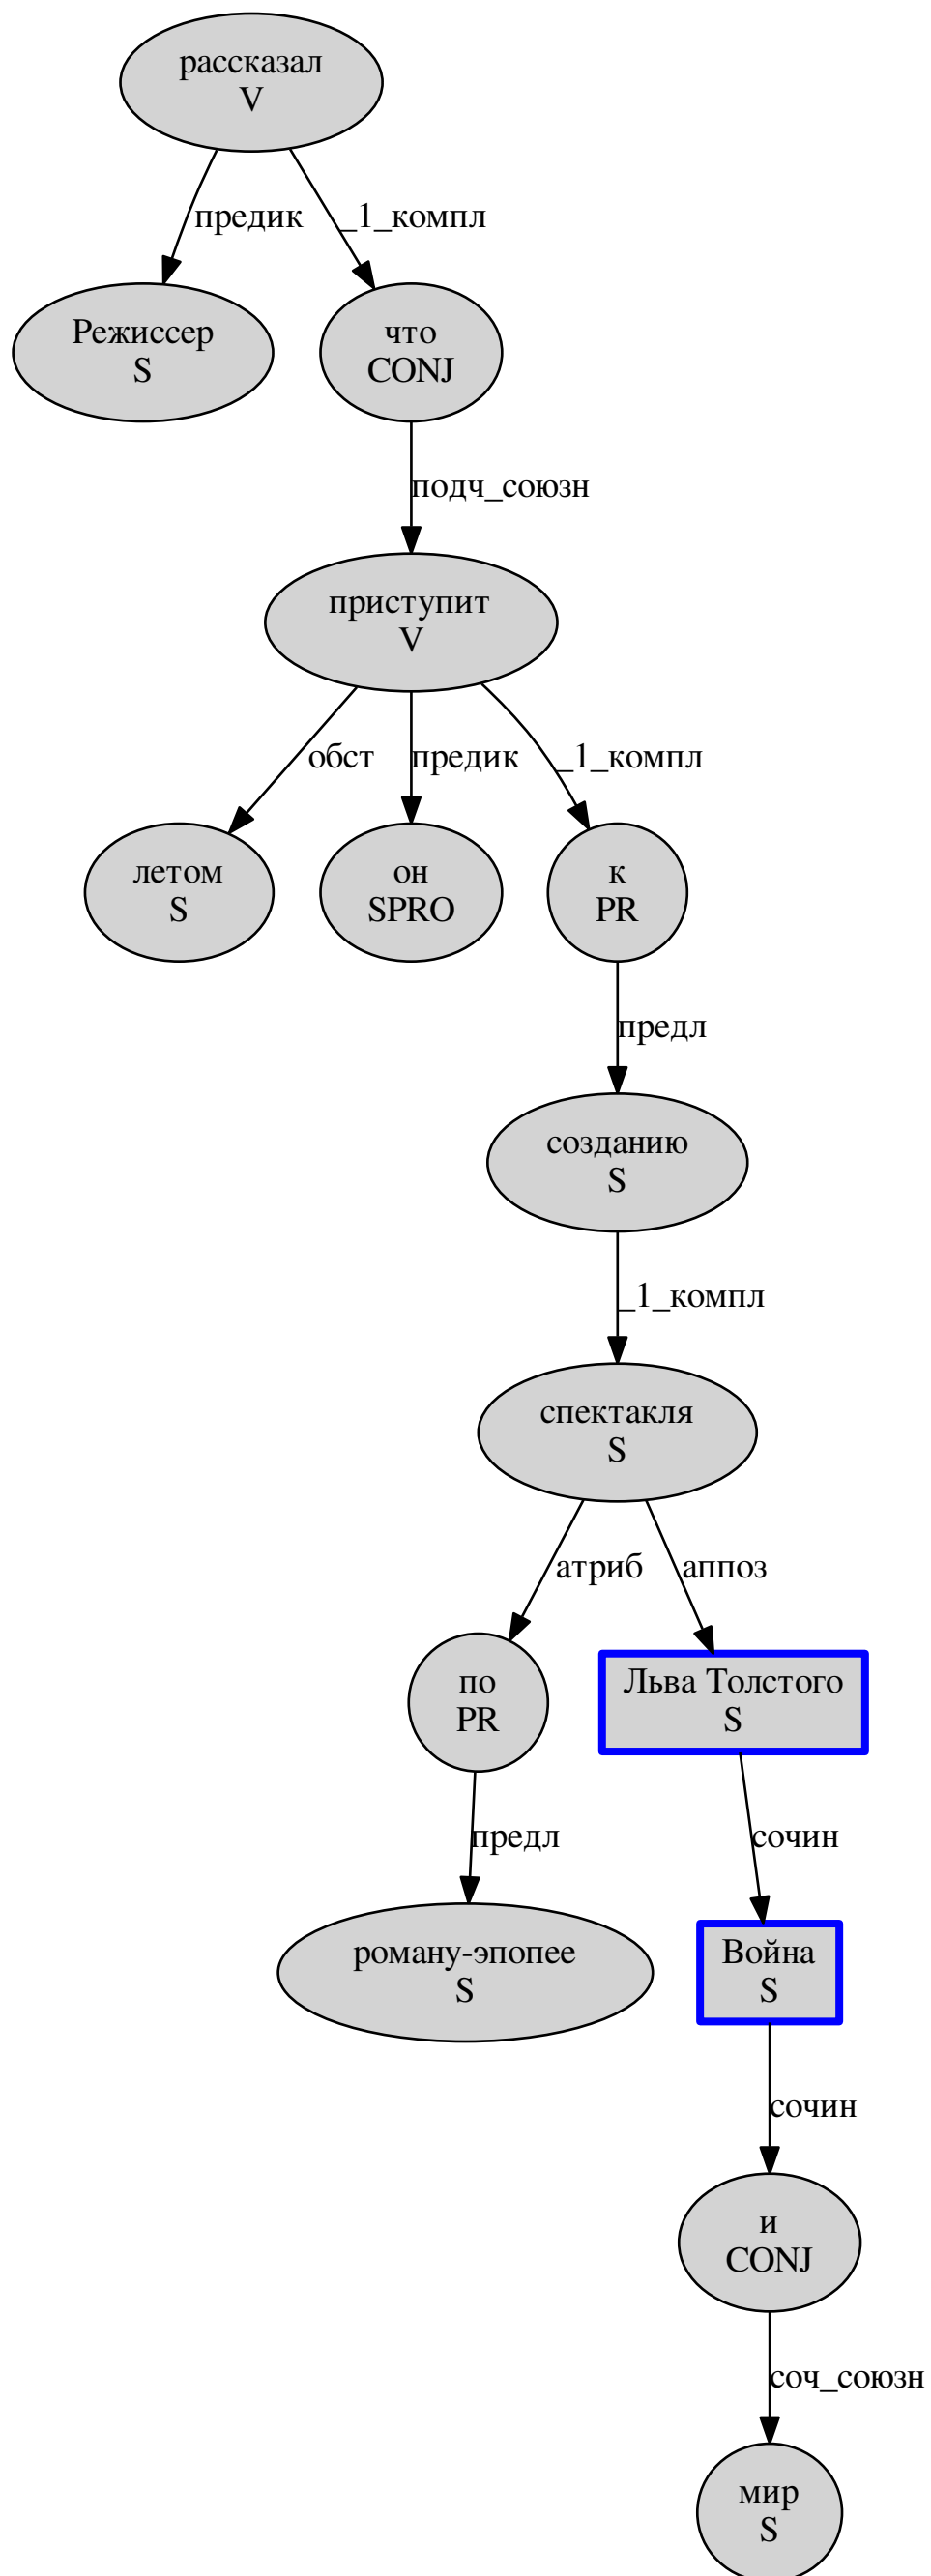 рассказал
V
предик
_1_компл
Режиссер
S
что
CONJ
подч_союзн
приступит
V
обст
предик
_1_компл
летом
S
он
SPRO
к
PR
предл
созданию
S
_1_компл
спектакля
S
атриб
аппоз
по
PR
Льва Толстого
S
предл
сочин
роману-эпопее
S
Война
S
сочин
и
CONJ
соч_союзн
мир
S